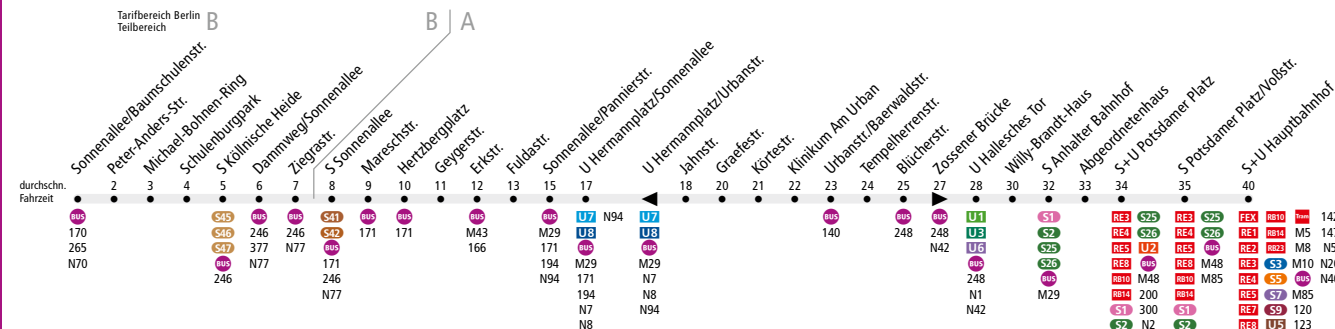 Tarifbereich Berlin
Teilbereich
B
B A
Sonnenallee/Baumschulenstr.
Peter-Anders-Str.
Michael-Bohnen-Ring
Schulenburgpark
S Köllnische Heide
Dammweg/Sonnenallee
Ziegrastr.
S Sonnenallee
Mareschstr.
Hertzbergplatz
Geygerstr.
Erkstr.
Fuldastr.
Sonnenallee/Pannierstr.
U Hermannplatz/Sonnenallee
U Hermannplatz/Urbanstr.
Jahnstr.
Graefestr.
Körtestr.
Klinikum Am Urban
Urbanstr./Baerwaldstr.
Tempelherrenstr.
Blücherstr.
Zossener Brücke
U Hallesches Tor
Willy-Brandt-Haus
S Anhalter Bahnhof
Abgeordnetenhaus
S+U Potsdamer Platz
S Potsdamer Platz/Voßstr.
S+U Hauptbahnhof
durchschn.
Fahrzeit
2 3 4 5 6 7 8 9 10 11 12 13 15 17 18 20 21 22 23 24 25 27 28 30 32 33 34 35 40
BUS
170
265
N70
S45
S46
S47
BUS
246
BUS
246
377
N77
BUS
246
N77
S41
S42
BUS
171
246
N77
BUS
171
BUS
171
BUS
M43
166
BUS
M29
171
194
N94
U7 N94
U8
BUS
M29
171
194
N7
N8
U7
U8
BUS
M29
N7
N8
N94
BUS
140
BUS
248
BUS
248
N42
U1
U3
U6
BUS
248
N1
N42
S1
S2
S25
S26
BUS
M29
RE3 S25
RE4 S26
RE5 U2
RE8 BUS
RB10 M48
RB14 200
S1 300
S2 N2
RE3 S25
RE4 S26
RE5 BUS
RE8 M48
RB10 M85
RB14
S1
S2
FEX RB10 Tram 142
RE1 RB14 M5 147
RE2 RB23 M8 N5
RE3 S3 M10 N20
RE4 S5 BUS N40
RE5 S7 M85
RE7 S9 120
RE8 U5 123